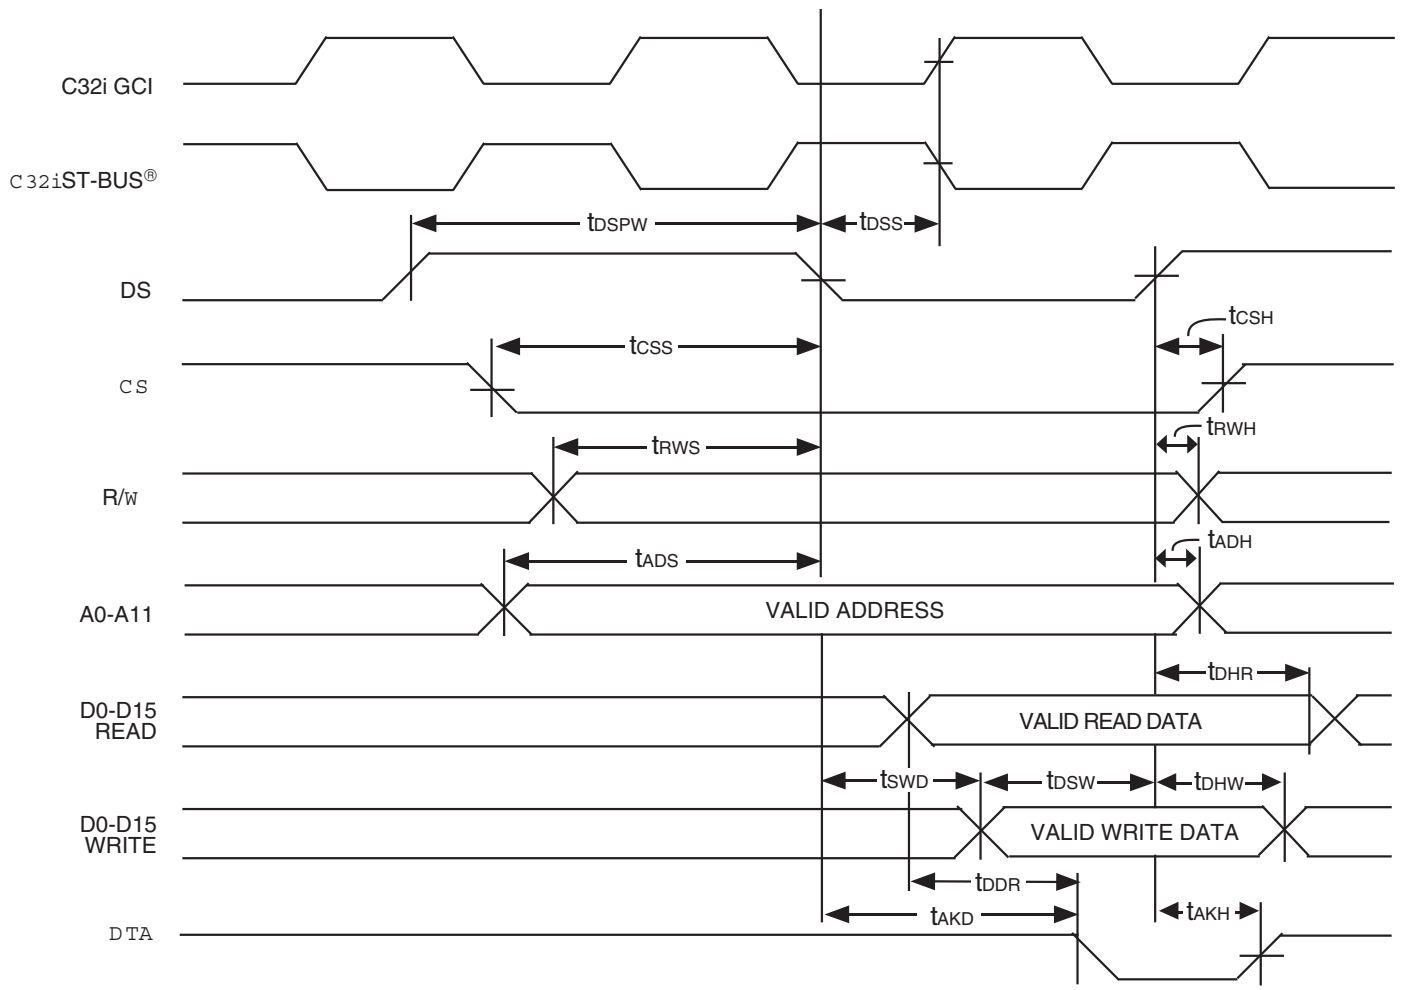 C32i GCI
C32iST-BUS®
tDSPW
tDSS
DS
tCSH
tCSS
CS
tRWH
tRWS
R/W
tADH
tADS
A0-A11
VALID ADDRESS
tDHR
D0-D15
READ
VALID READ DATA
tSWD
tDSW
tDHW
D0-D15
WRITE
VALID WRITE DATA
tDDR
tAKD
tAKH
DTA